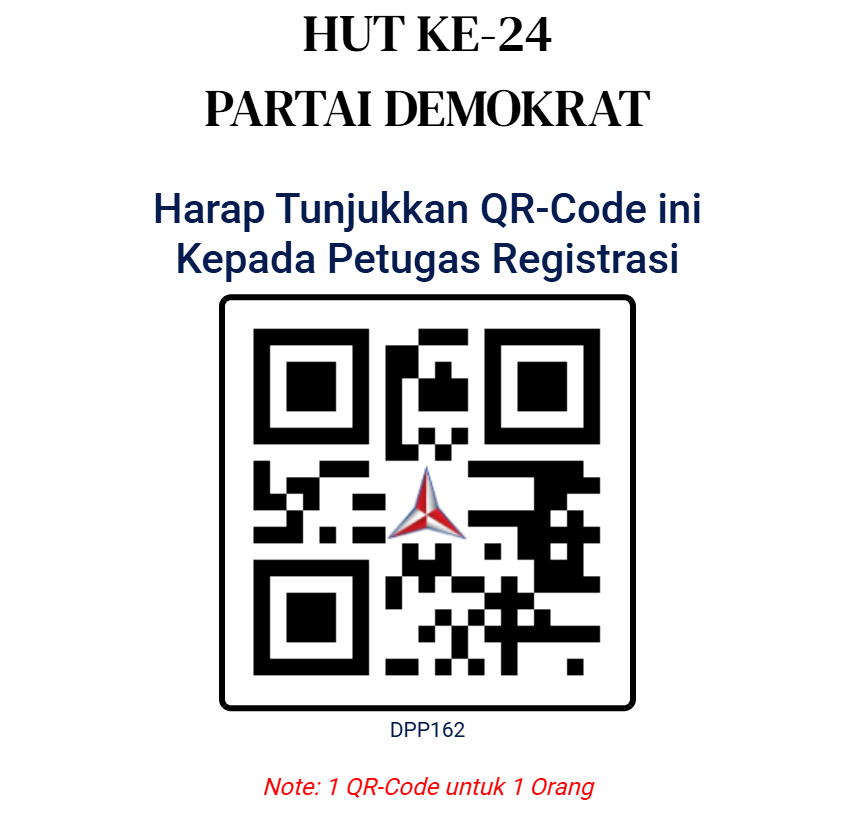 HUT KE-24
PARTAI DEMOKRAT
Harap Tunjukkan QR-Code ini
Kepada Petugas Registrasi
DPP162
Note: 1 QR-Code untuk 1 Orang